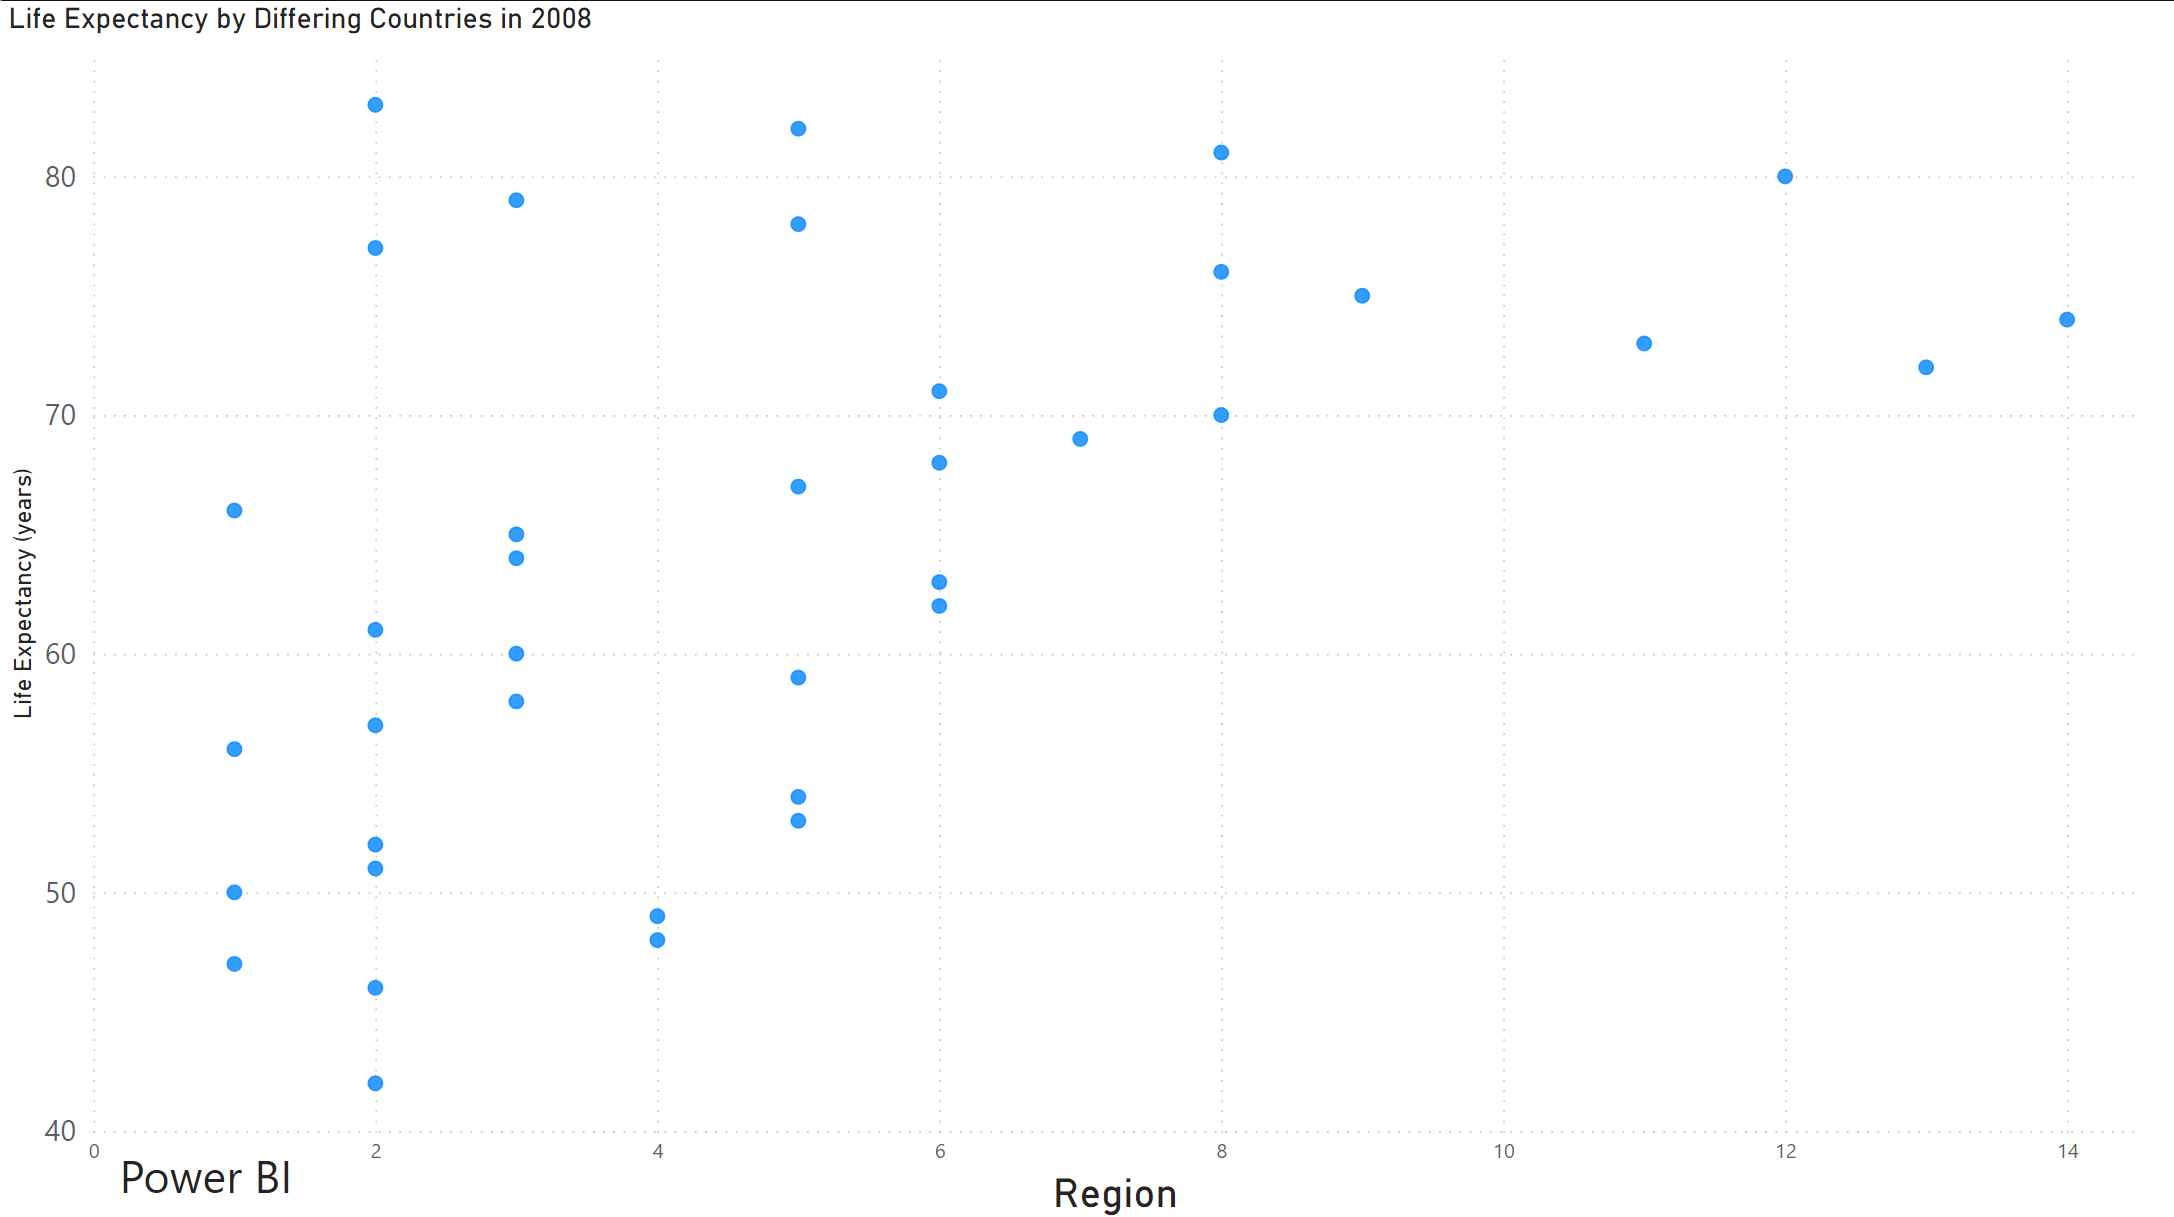 Life Expectancy by Differing Countries in 2008
80
70
60
50
40
Life Expectancy (years)
0 2 4 6 8 10 12 14
Power BI
Region